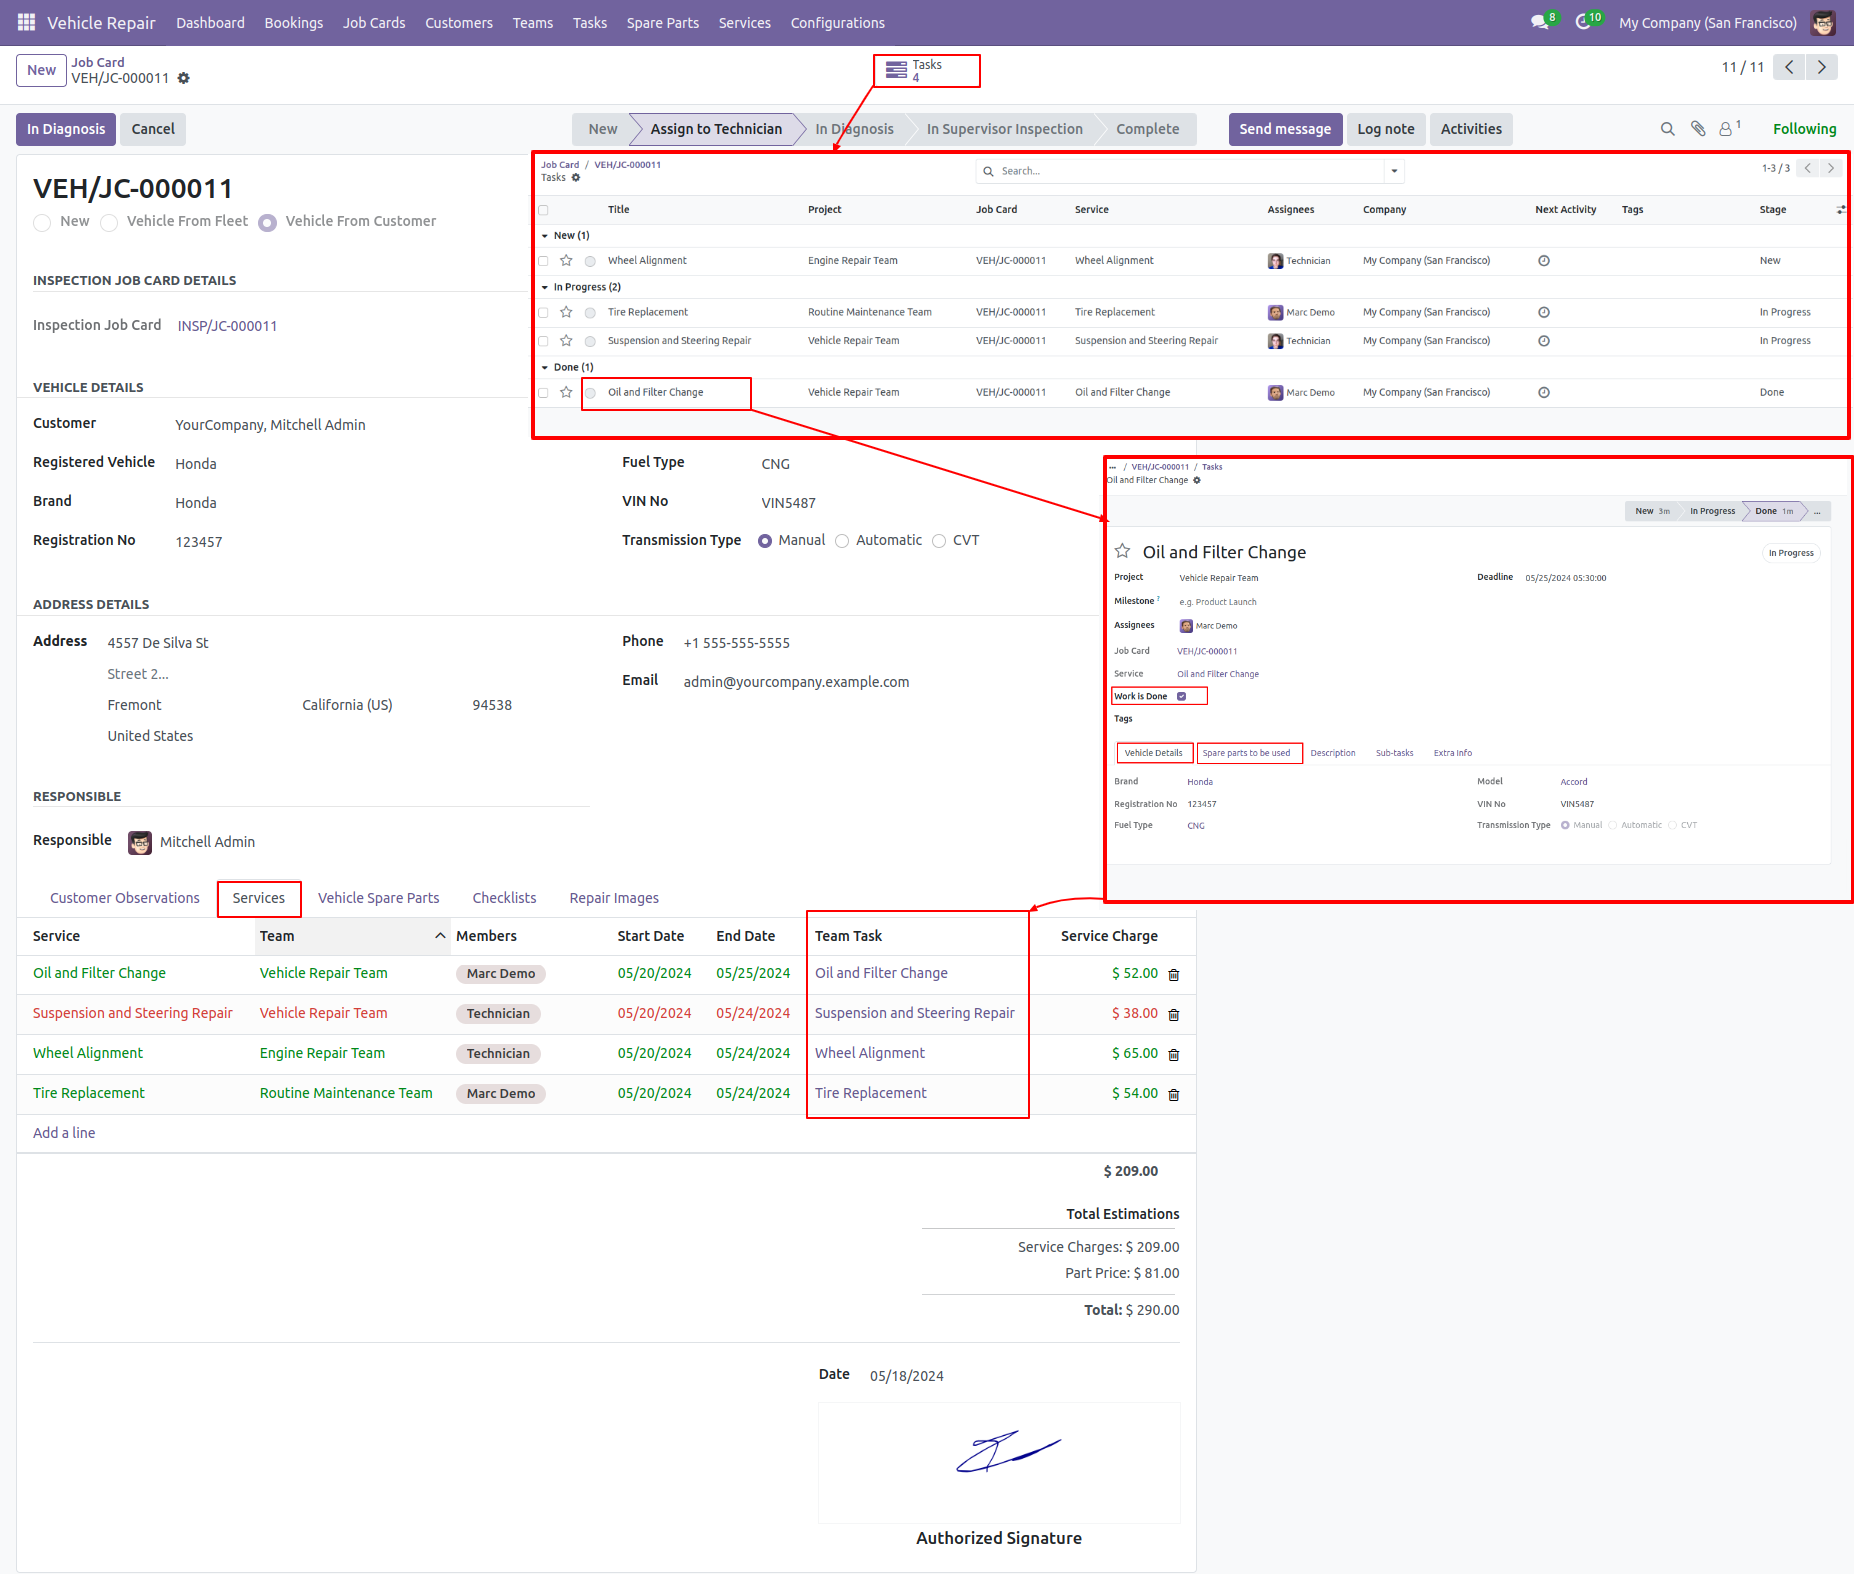 Vehicle Repair Dashboard Bookings Job Cards Customers Teams Tasks Spare Parts Services Configurations 8 10 My Company (San Francisco)
New Job Card Tasks
VEH/JC-000011 4 11 / 11
In Diagnosis Cancel New Assign to Technician In Diagnosis In Supervisor Inspection Complete Send message Log note Activities 1 Following
Job Card / VEH/JC-000011
Tasks Search... 1-3 / 3
Title Project Job Card Service Assignees Company Next Activity Tags Stage
New (1)
Wheel Alignment Engine Repair Team VEH/JC-000011 Wheel Alignment Technician My Company (San Francisco) New
In Progress (2)
Tire Replacement Routine Maintenance Team VEH/JC-000011 Tire Replacement Marc Demo My Company (San Francisco) In Progress
Suspension and Steering Repair Vehicle Repair Team VEH/JC-000011 Suspension and Steering Repair Technician My Company (San Francisco) In Progress
Done (1)
Oil and Filter Change Vehicle Repair Team VEH/JC-000011 Oil and Filter Change Marc Demo My Company (San Francisco) Done
VEH/JC-000011
New Vehicle From Fleet Vehicle From Customer
INSPECTION JOB CARD DETAILS
Inspection Job Card INSP/JC-000011
VEHICLE DETAILS
Customer YourCompany, Mitchell Admin
Registered Vehicle Honda Fuel Type CNG
Brand Honda VIN No VIN5487
Registration No 123457 Transmission Type Manual Automatic CVT
ADDRESS DETAILS
Address 4557 De Silva St Phone +1 555-555-5555
Street 2...
Email admin@yourcompany.example.com
Fremont California (US) 94538
United States
RESPONSIBLE
Responsible Mitchell Admin
... / VEH/JC-000011 / Tasks
Oil and Filter Change
New 3m In Progress Done 1m ...
Oil and Filter Change In Progress
Project Vehicle Repair Team Deadline 05/25/2024 05:30:00
Milestone ? e.g. Product Launch
Assignees Marc Demo
Job Card VEH/JC-000011
Service Oil and Filter Change
Work is Done
Tags
Vehicle Details Spare parts to be used Description Sub-tasks Extra Info
Brand Honda Model Accord
Registration No 123457 VIN No VIN5487
Fuel Type CNG Transmission Type Manual Automatic CVT
Customer Observations Services Vehicle Spare Parts Checklists Repair Images
Service Team Members Start Date End Date Team Task Service Charge
Oil and Filter Change Vehicle Repair Team Marc Demo 05/20/2024 05/25/2024 Oil and Filter Change $ 52.00
Suspension and Steering Repair Vehicle Repair Team Technician 05/20/2024 05/24/2024 Suspension and Steering Repair $ 38.00
Wheel Alignment Engine Repair Team Technician 05/20/2024 05/24/2024 Wheel Alignment $ 65.00
Tire Replacement Routine Maintenance Team Marc Demo 05/20/2024 05/24/2024 Tire Replacement $ 54.00
Add a line
$ 209.00
Total Estimations
Service Charges: $ 209.00
Part Price: $ 81.00
Total: $ 290.00
Date 05/18/2024
Authorized Signature